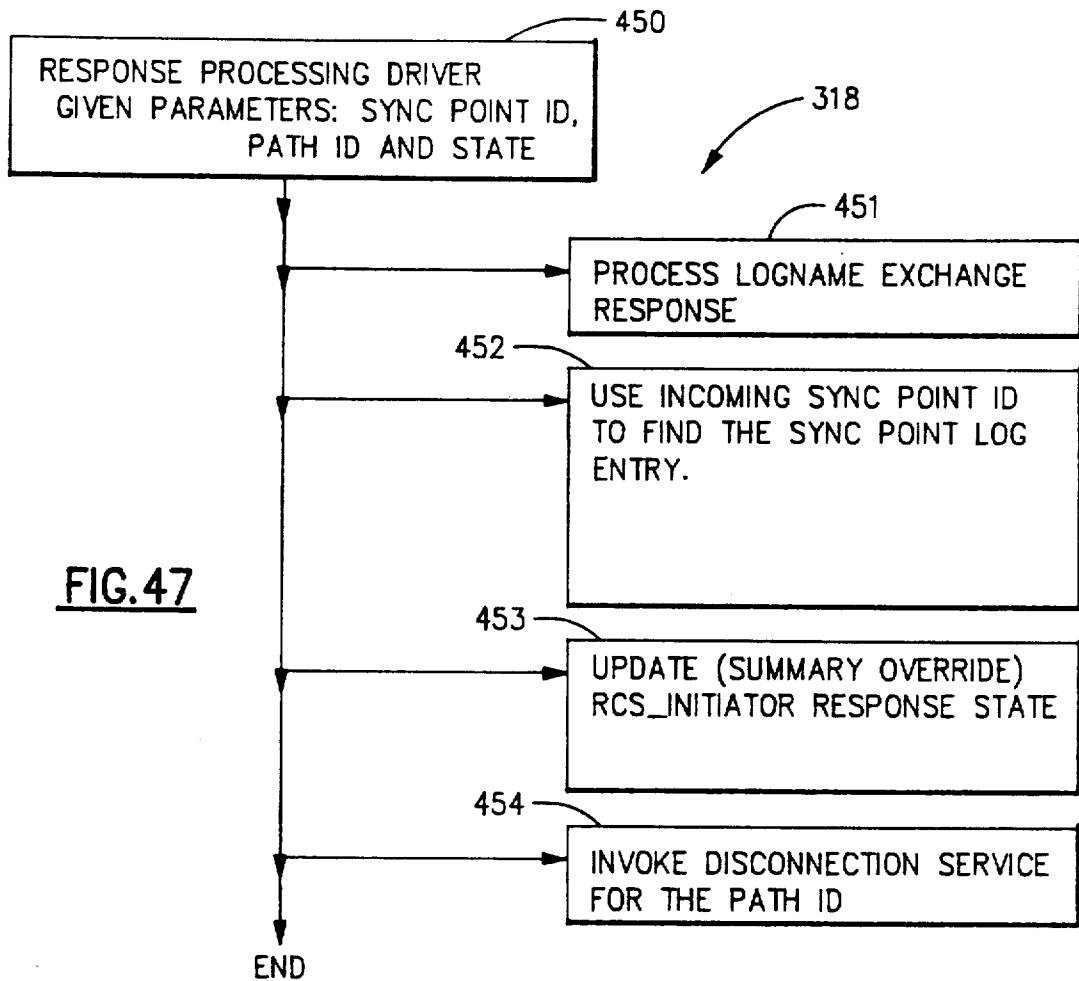 450
RESPONSE PROCESSING DRIVER
GIVEN PARAMETERS: SYNC POINT ID,
PATH ID AND STATE
318
451
PROCESS LOGNAME EXCHANGE
RESPONSE
452
USE INCOMING SYNC POINT ID
TO FIND THE SYNC POINT LOG
ENTRY.
FIG.47
453
UPDATE (SUMMARY OVERRIDE)
RCS_INITIATOR RESPONSE STATE
454
INVOKE DISCONNECTION SERVICE
FOR THE PATH ID
END